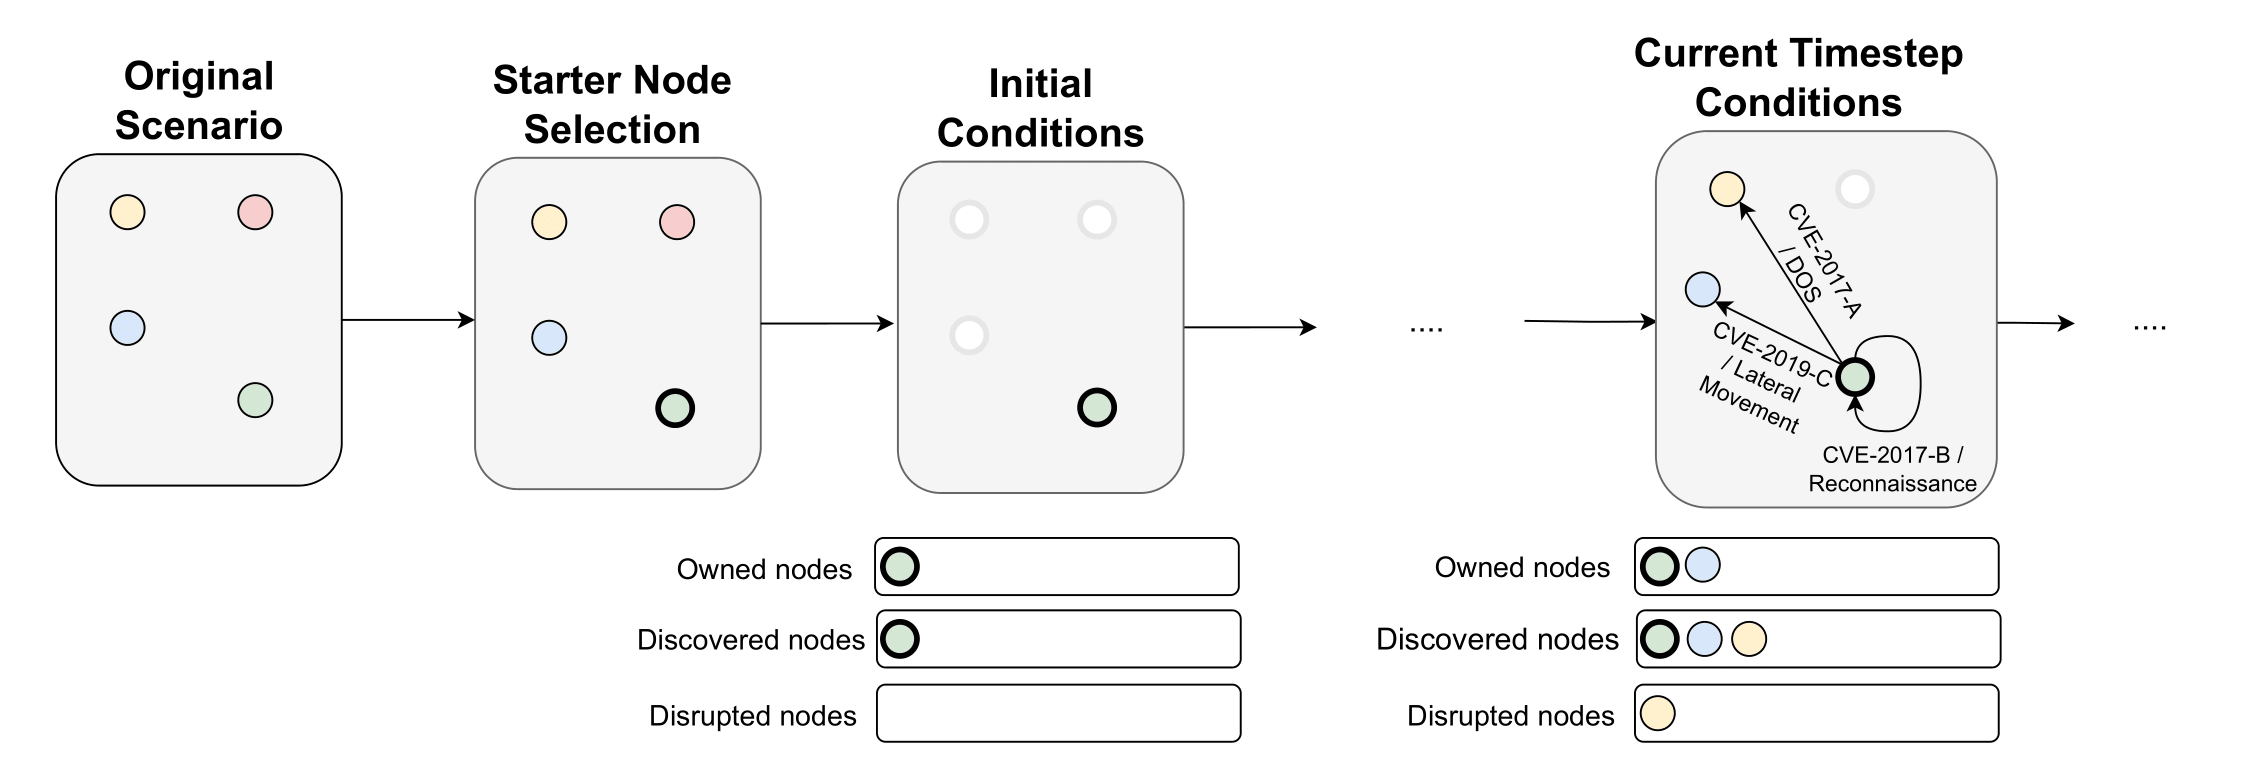 Original
Scenario
Starter Node
Selection
Initial
Conditions
Current Timestep
Conditions
CVE-2017-A
/ DOS
CVE-2019-C
/ Lateral
Movement
CVE-2017-B /
Reconnaissance
....
....
Owned nodes
Discovered nodes
Disrupted nodes
Owned nodes
Discovered nodes
Disrupted nodes